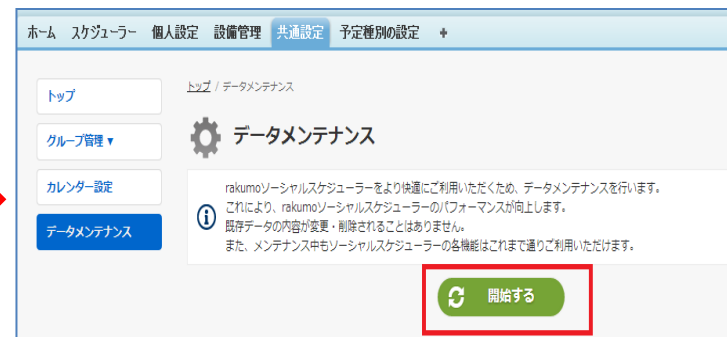 ホーム スケジューラー 個人設定 設備管理 共通設定 予定種別の設定 +
トップ / データメンテナンス
トップ
グループ管理 ▼
カレンダー設定
データメンテナンス
データメンテナンス
rakumoソーシャルスケジューラーをより快適にご利用いただくため、データメンテナンスを行います。
これにより、rakumoソーシャルスケジューラーのパフォーマンスが向上します。
既存データの内容が変更・削除されることはありません。
また、メンテナンス中もソーシャルスケジューラーの各機能はこれまで通りご利用いただけます。
開始する